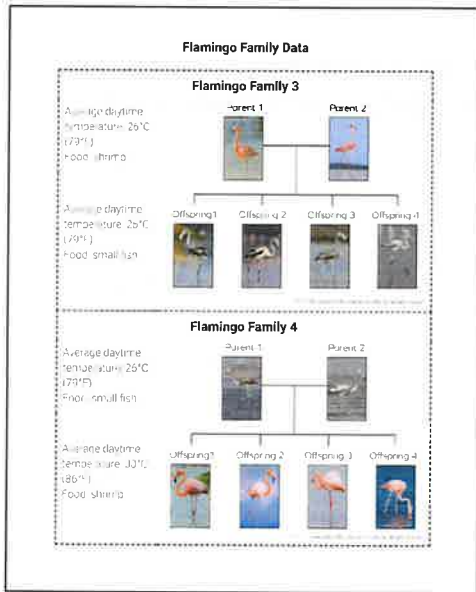 Flamingo Family Data
Flamingo Family 3
Parent 1
Parent 2
Average daytime
temperature: 26°C
(79°F)
Food: shrimp
Average daytime
temperature: 26°C
(79°F)
Food: small fish
Offspring 1
Offspring 2
Offspring 3
Offspring 4
Flamingo Family 4
Parent 1
Parent 2
Average daytime
temperature: 26°C
(79°F)
Food: small fish
Average daytime
temperature: 30°C
(86°F)
Food: shrimp
Offspring 1
Offspring 2
Offspring 3
Offspring 4